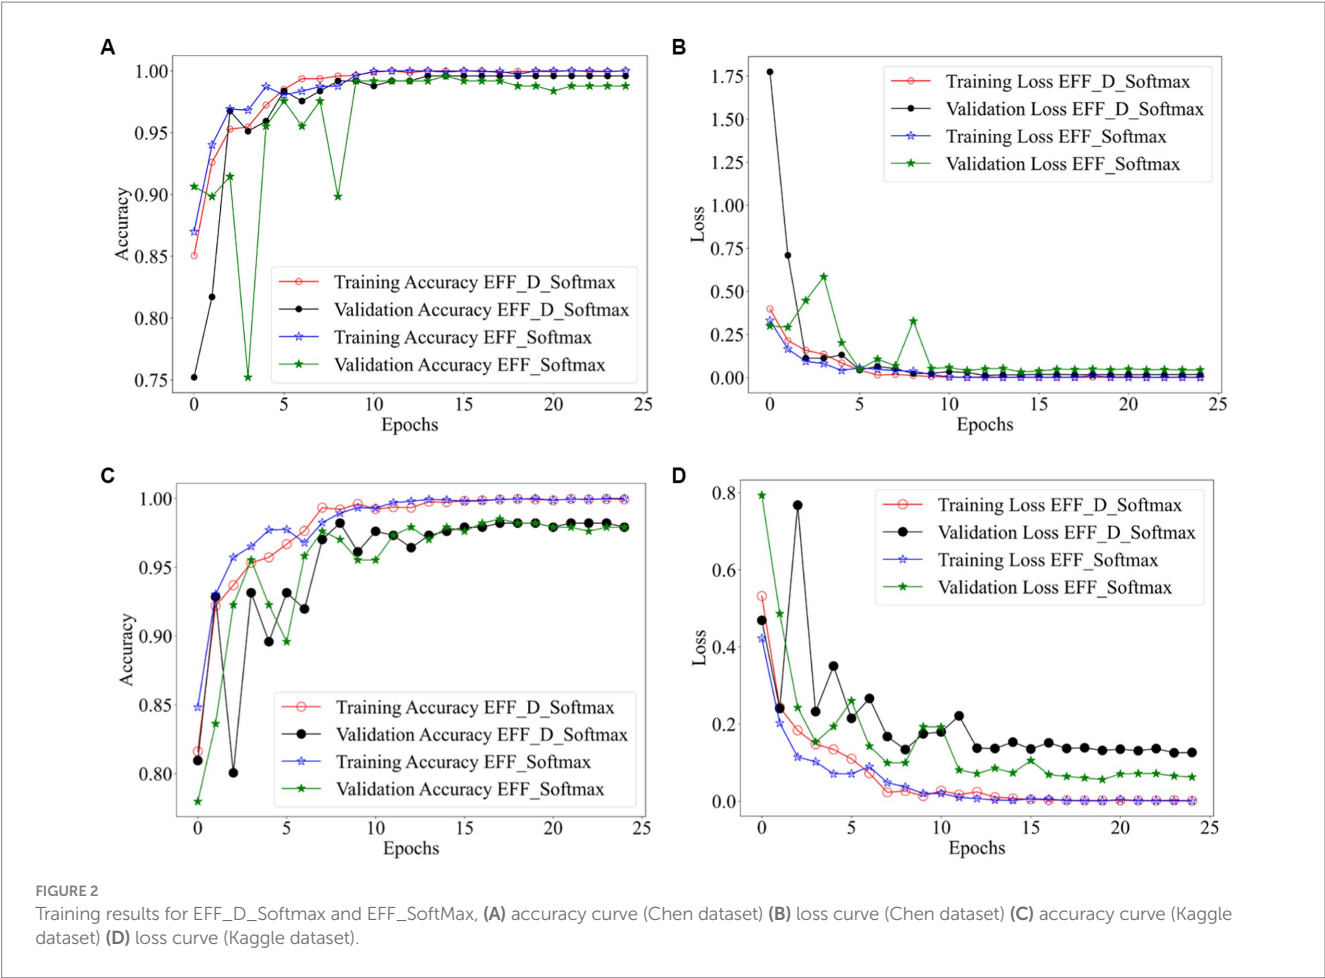 A
1.00
0.95
0.90
0.85
0.80
0.75
Accuracy
Training Accuracy EFF_D_Softmax
Validation Accuracy EFF_D_Softmax
Training Accuracy EFF_Softmax
Validation Accuracy EFF_Softmax
0 5 10 15 20 25
Epochs
B
1.75
1.50
1.25
1.00
0.75
0.50
0.25
0.00
Loss
Training Loss EFF_D_Softmax
Validation Loss EFF_D_Softmax
Training Loss EFF_Softmax
Validation Loss EFF_Softmax
0 5 10 15 20 25
Epochs
C
1.00
0.95
0.90
0.85
0.80
Accuracy
Training Accuracy EFF_D_Softmax
Validation Accuracy EFF_D_Softmax
Training Accuracy EFF_Softmax
Validation Accuracy EFF_Softmax
0 5 10 15 20 25
Epochs
D
0.8
0.6
0.4
0.2
0.0
Loss
Training Loss EFF_D_Softmax
Validation Loss EFF_D_Softmax
Training Loss EFF_Softmax
Validation Loss EFF_Softmax
0 5 10 15 20 25
Epochs
FIGURE 2
Training results for EFF_D_Softmax and EFF_SoftMax, (A) accuracy curve (Chen dataset) (B) loss curve (Chen dataset) (C) accuracy curve (Kaggle
dataset) (D) loss curve (Kaggle dataset).